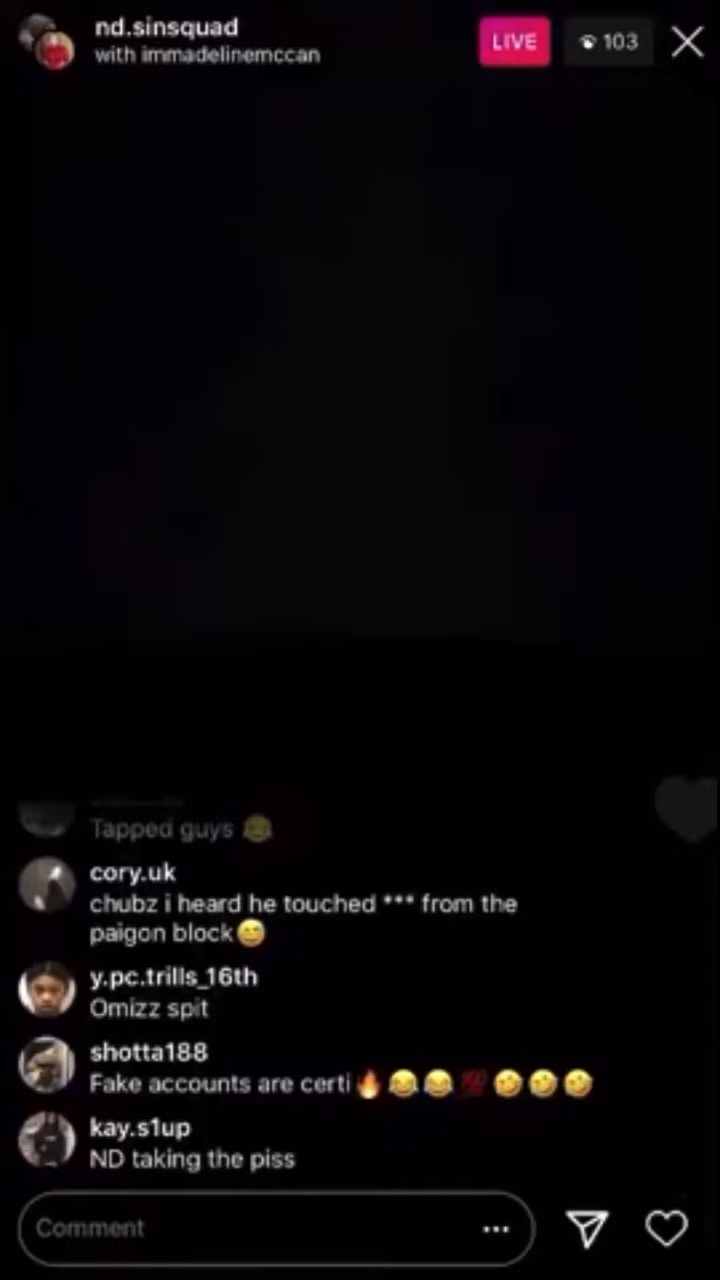 nd.sinsquad
with immadelinemccan
LIVE
103
Tapped guys 😂
cory.uk
chubz i heard he touched *** from the
paigon block😅
y.pc.trills_16th
Omizz spit
shotta188
Fake accounts are certi🔥😂😂💯🤣🤣🤣
kay.s1up
ND taking the piss
Comment